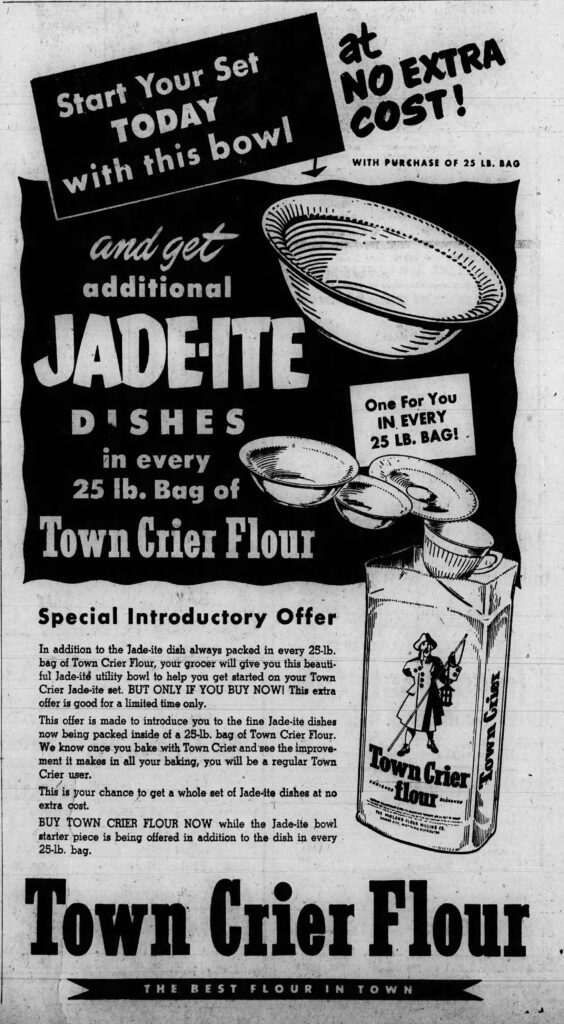 Start Your Set
TODAY
with this bowl
at
NO EXTRA
COST!
WITH PURCHASE OF 25 LB. BAG
and get
additional
JADE-ITE
DISHES
in every
25 lb. Bag of
Town Crier Flour
One For You
IN EVERY
25 LB. BAG!
Special Introductory Offer
In addition to the Jade-ite dish always packed in every 25-lb.
bag of Town Crier Flour, your grocer will give you this beauti-
ful Jade-ite utility bowl to help you get started on your Town
Crier Jade-ite set. BUT ONLY IF YOU BUY NOW! This extra
offer is good for a limited time only.
This offer is made to introduce you to the fine Jade-ite dishes
now being packed inside of a 25-lb. bag of Town Crier Flour.
We know once you bake with Town Crier and see the improve-
ment it makes in all your baking, you will be a regular Town
Crier user.
This is your chance to get a whole set of Jade-ite dishes at no
extra cost.
BUY TOWN CRIER FLOUR NOW while the Jade-ite bowl
starter piece is being offered in addition to the dish in every
25-lb. bag.
Town Crier
flour
ENRICHED BLEACHED
THE MIDLAND FLOUR MILLING CO.
Town Crier
Town Crier Flour
THE BEST FLOUR IN TOWN